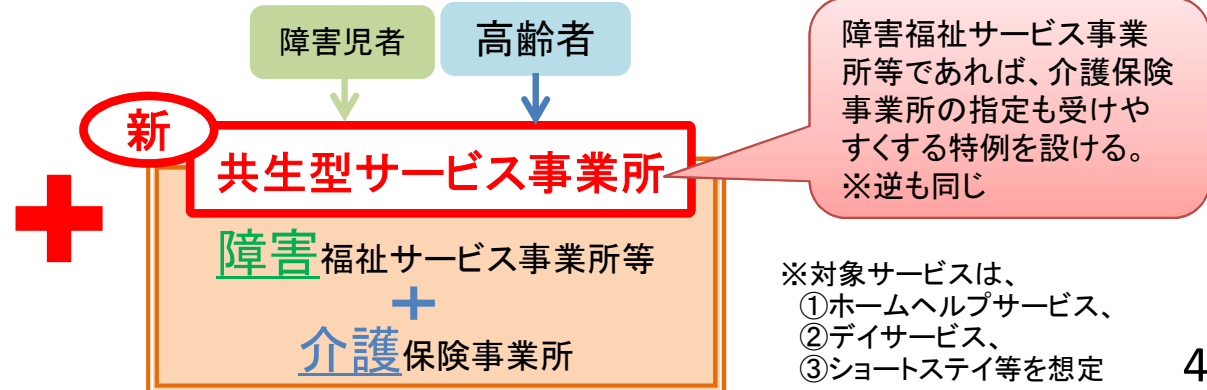 障害児者
高齢者
新
共生型サービス事業所
障害福祉サービス事業所等
+
介護保険事業所
障害福祉サービス事業
所等であれば、介護保険
事業所の指定も受けや
すくする特例を設ける。
※逆も同じ
※対象サービスは、
①ホームヘルプサービス、
②デイサービス、
③ショートステイ等を想定
4